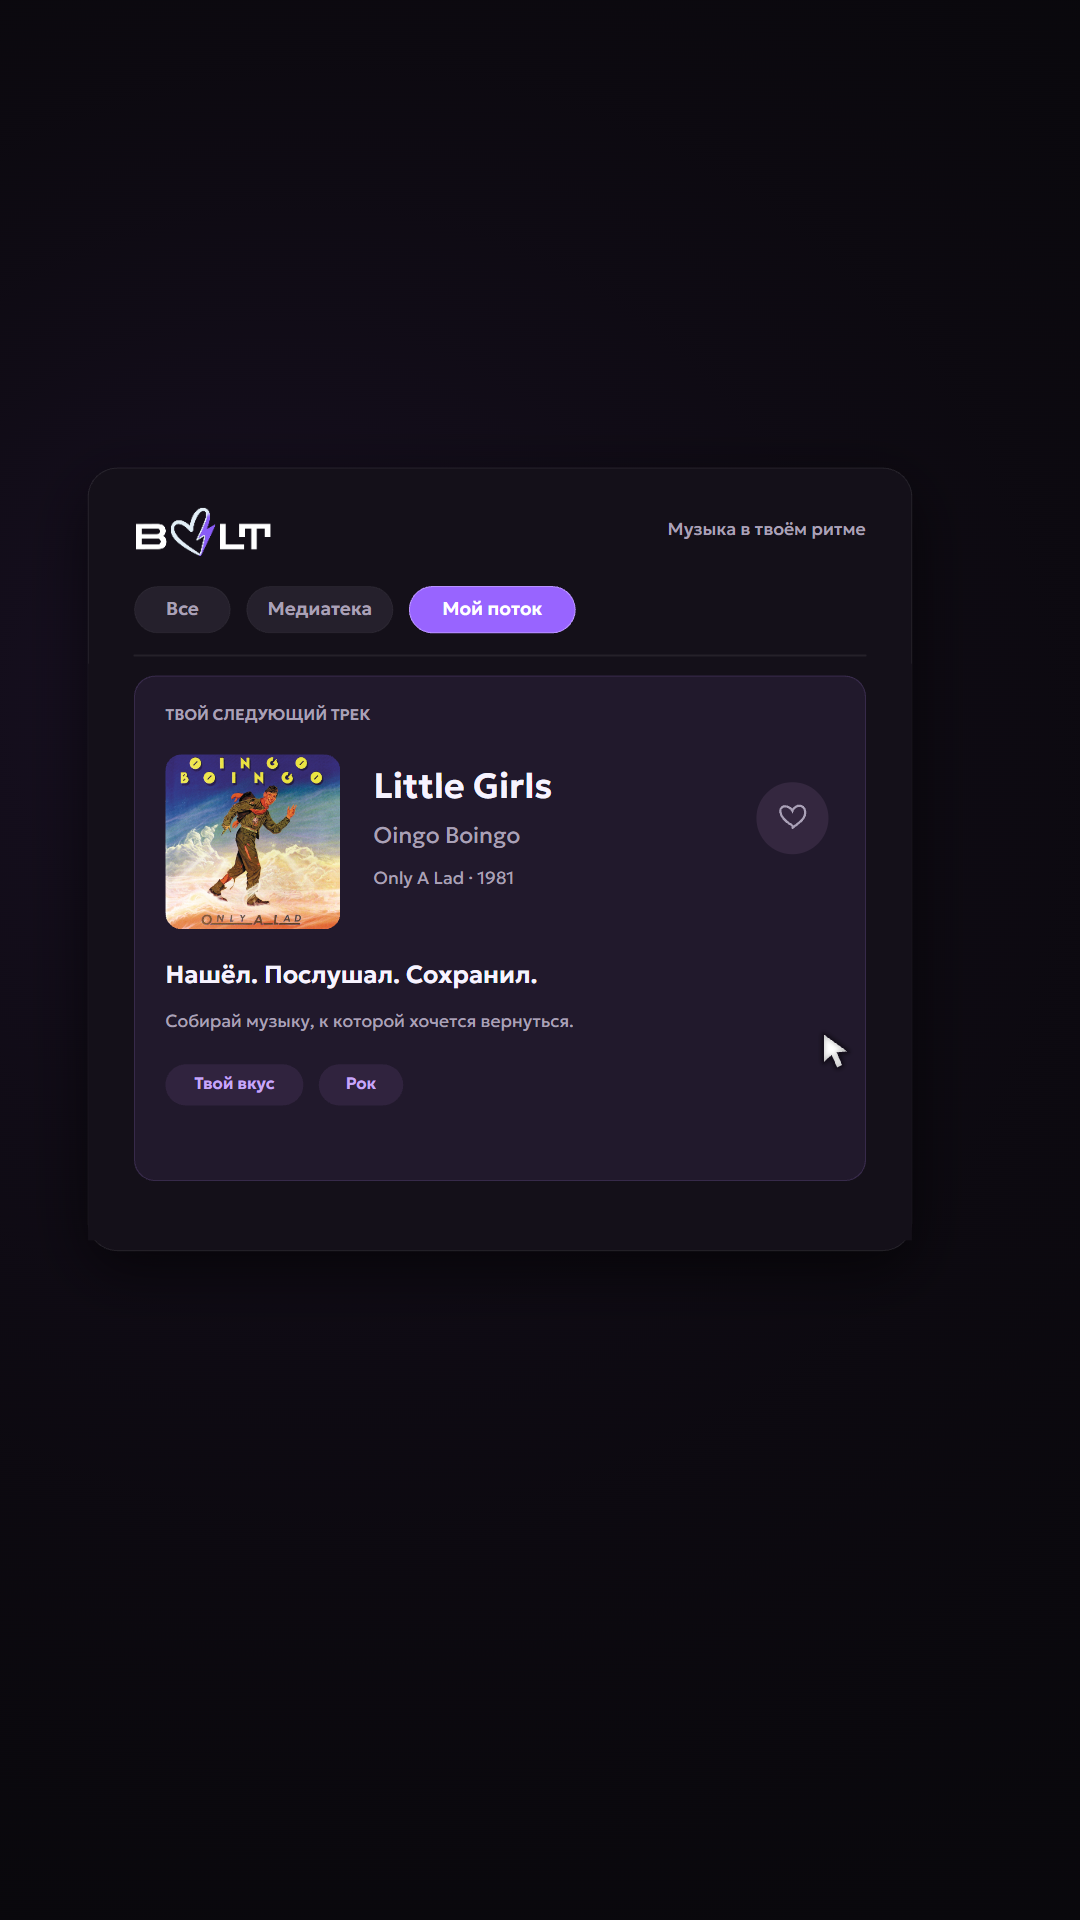 BOLT
Музыка в твоём ритме
Все
Медиатека
Мой поток
ТВОЙ СЛЕДУЮЩИЙ ТРЕК
OINGO
BOINGO
ONLY A LAD
Little Girls
Oingo Boingo
Only A Lad · 1981
Нашёл. Послушал. Сохранил.
Собирай музыку, к которой хочется вернуться.
Твой вкус
Рок